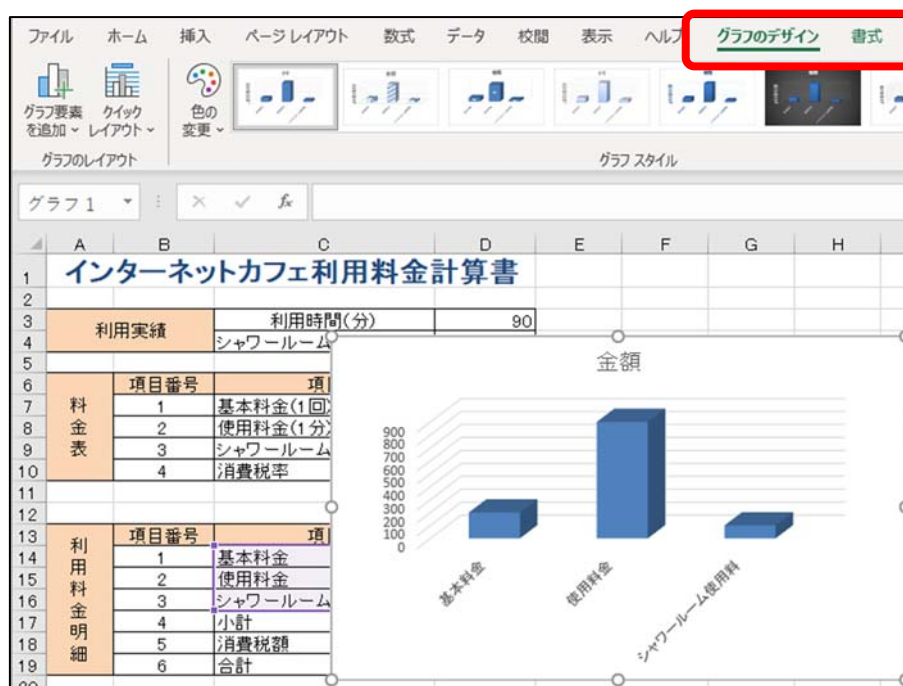 ファイル ホーム 挿入 ページ レイアウト 数式 データ 校閲 表示 ヘルプ グラフのデザイン 書式
グラフ要素を追加 クイックレイアウト 色の変更
グラフのレイアウト グラフ スタイル
グラフ 1 fx
A B C D E F G H
1 インターネットカフェ利用料金計算書
2
3 利用実績 利用時間(分) 90
4 シャワールーム
5
6 料金表 項目番号 項
7 1 基本料金(1回)
8 2 使用料金(1分)
9 3 シャワールーム
10 4 消費税率
11
12
13 利用料金明細 項目番号 項
14 1 基本料金
15 2 使用料金
16 3 シャワールーム
17 4 小計
18 5 消費税額
19 6 合計
金額
900
800
700
600
500
400
300
200
100
0
基本料金 使用料金 シャワールーム使用料